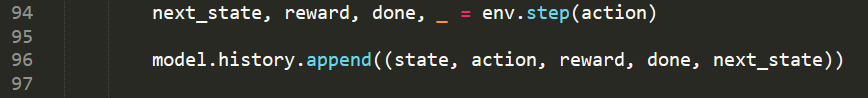 94 next_state, reward, done, _ = env.step(action)
95
96 model.history.append((state, action, reward, done, next_state))
97